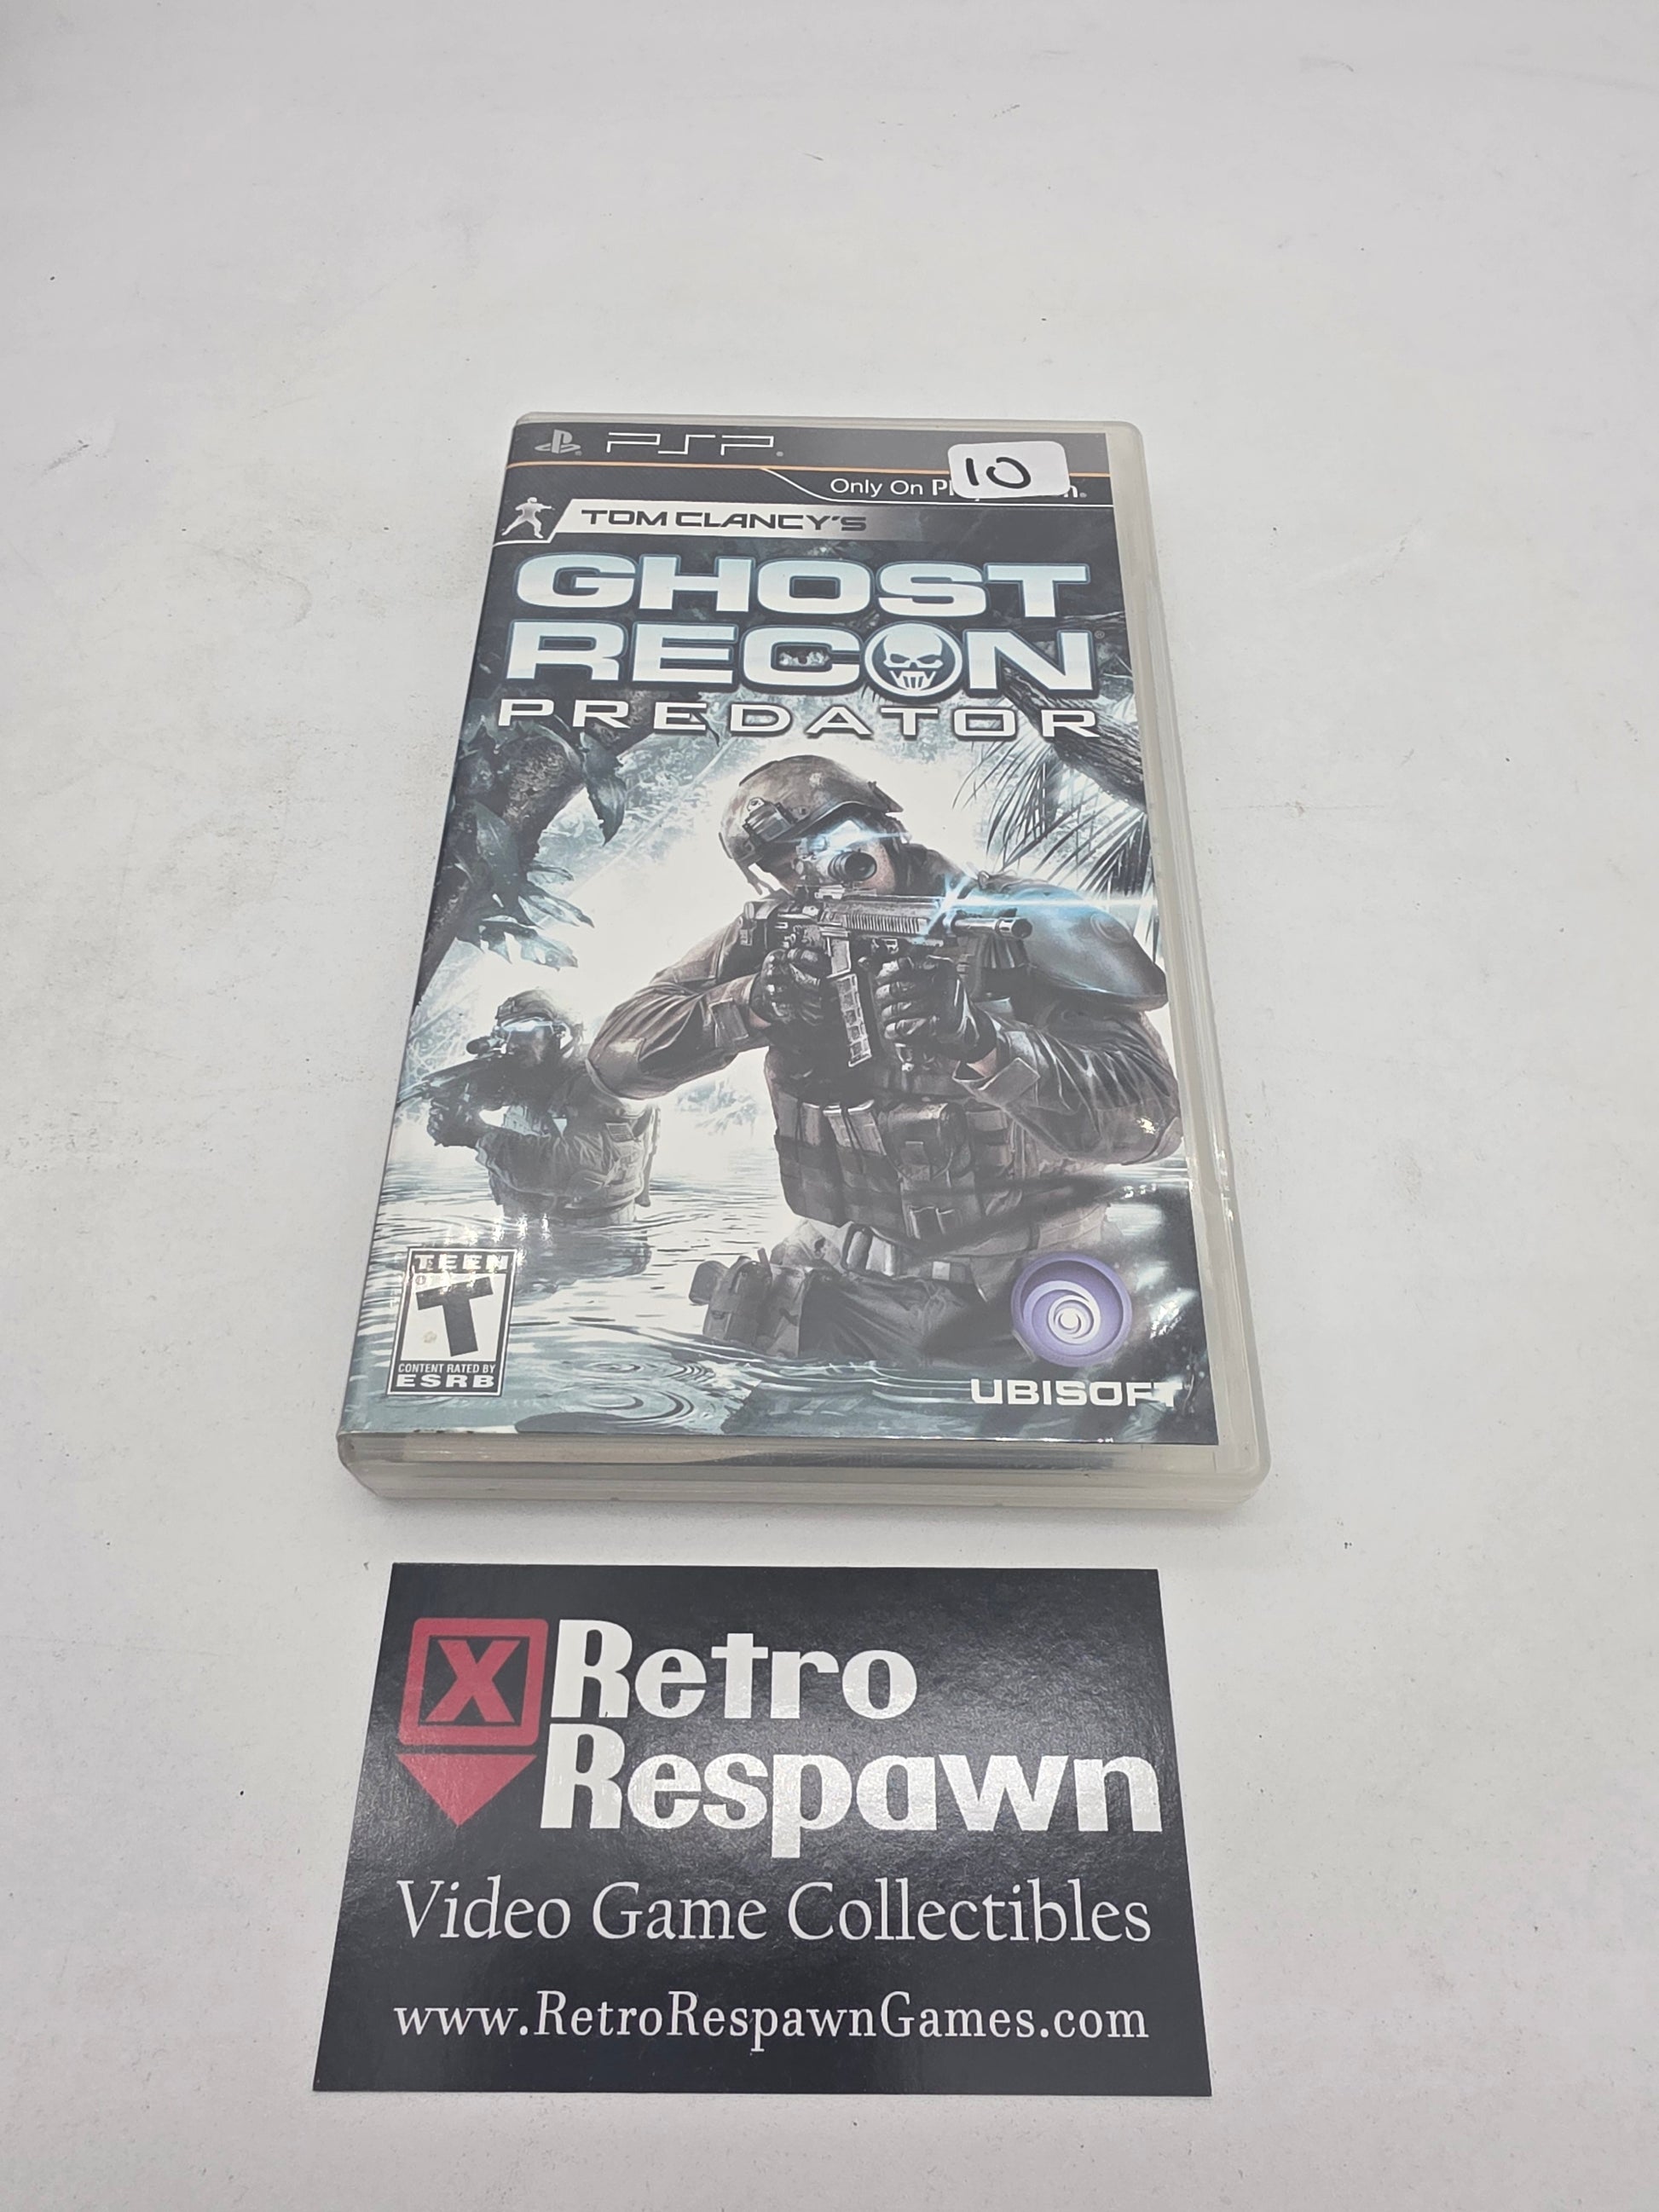 PSP
10
Only On
TOM CLANCY'S
GHOST
RECON
PREDATOR
TEEN
T
CONTENT RATED BY
ESRB
UBISOFT
X
Retro
Respawn
Video Game Collectibles
www.RetroRespawnGames.com